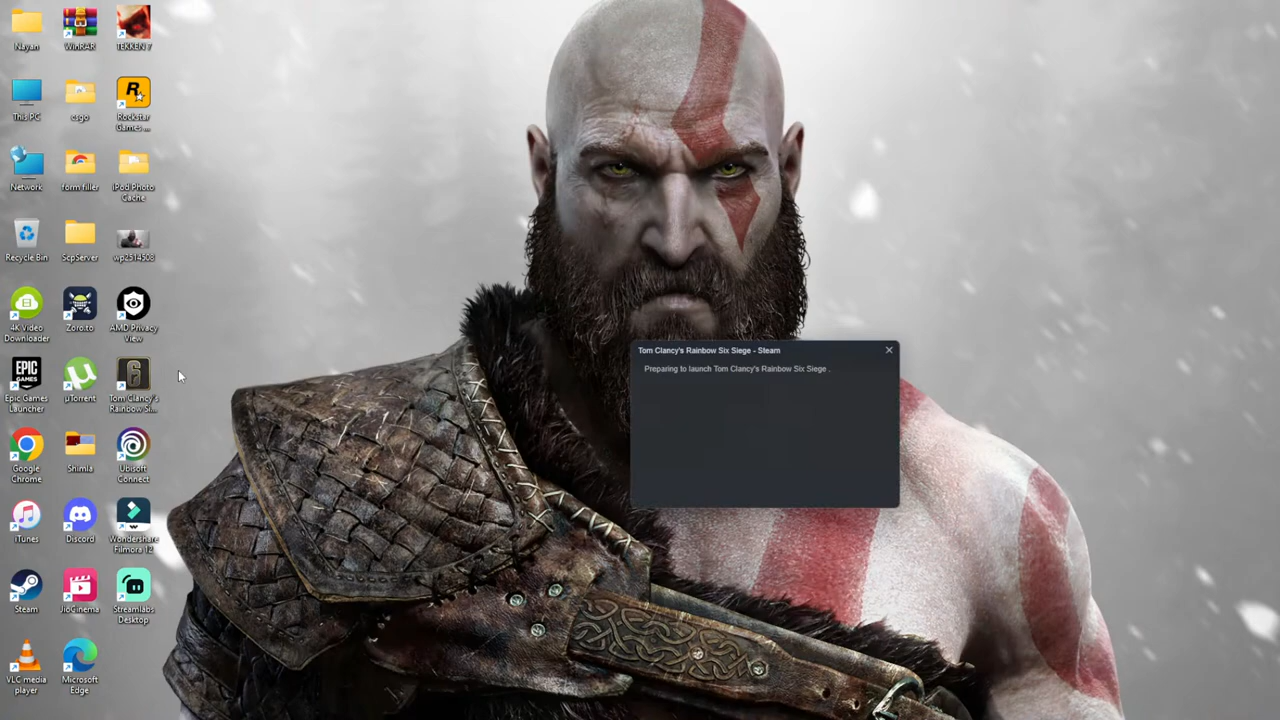 Nayan
WinRAR
TEKKEN 7
This PC
csgo
Rockstar
Games ...
Network
form filler
iPod Photo
Cache
Recycle Bin
ScpServer
wp2514508
4K Video
Downloader
Zoro.to
AMD Privacy
View
EPIC
GAMES
Epic Games
Launcher
µTorrent
Tom Clancy's
Rainbow Si...
Google
Chrome
Shimla
Ubisoft
Connect
iTunes
Discord
Wondershare
Filmora 12
Steam
JioCinema
Streamlabs
Desktop
VLC media
player
Microsoft
Edge
Tom Clancy's Rainbow Six Siege - Steam
Preparing to launch Tom Clancy's Rainbow Six Siege .